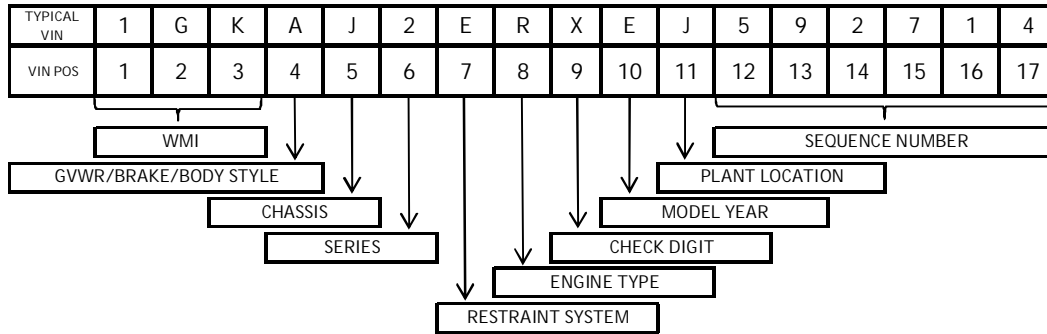 TYPICAL VIN 1 G K A J 2 E R X E J 5 9 2 7 1 4
VIN POS 1 2 3 4 5 6 7 8 9 10 11 12 13 14 15 16 17
WMI SEQUENCE NUMBER
GVWR/BRAKE/BODY STYLE PLANT LOCATION
CHASSIS MODEL YEAR
SERIES CHECK DIGIT
ENGINE TYPE
RESTRAINT SYSTEM